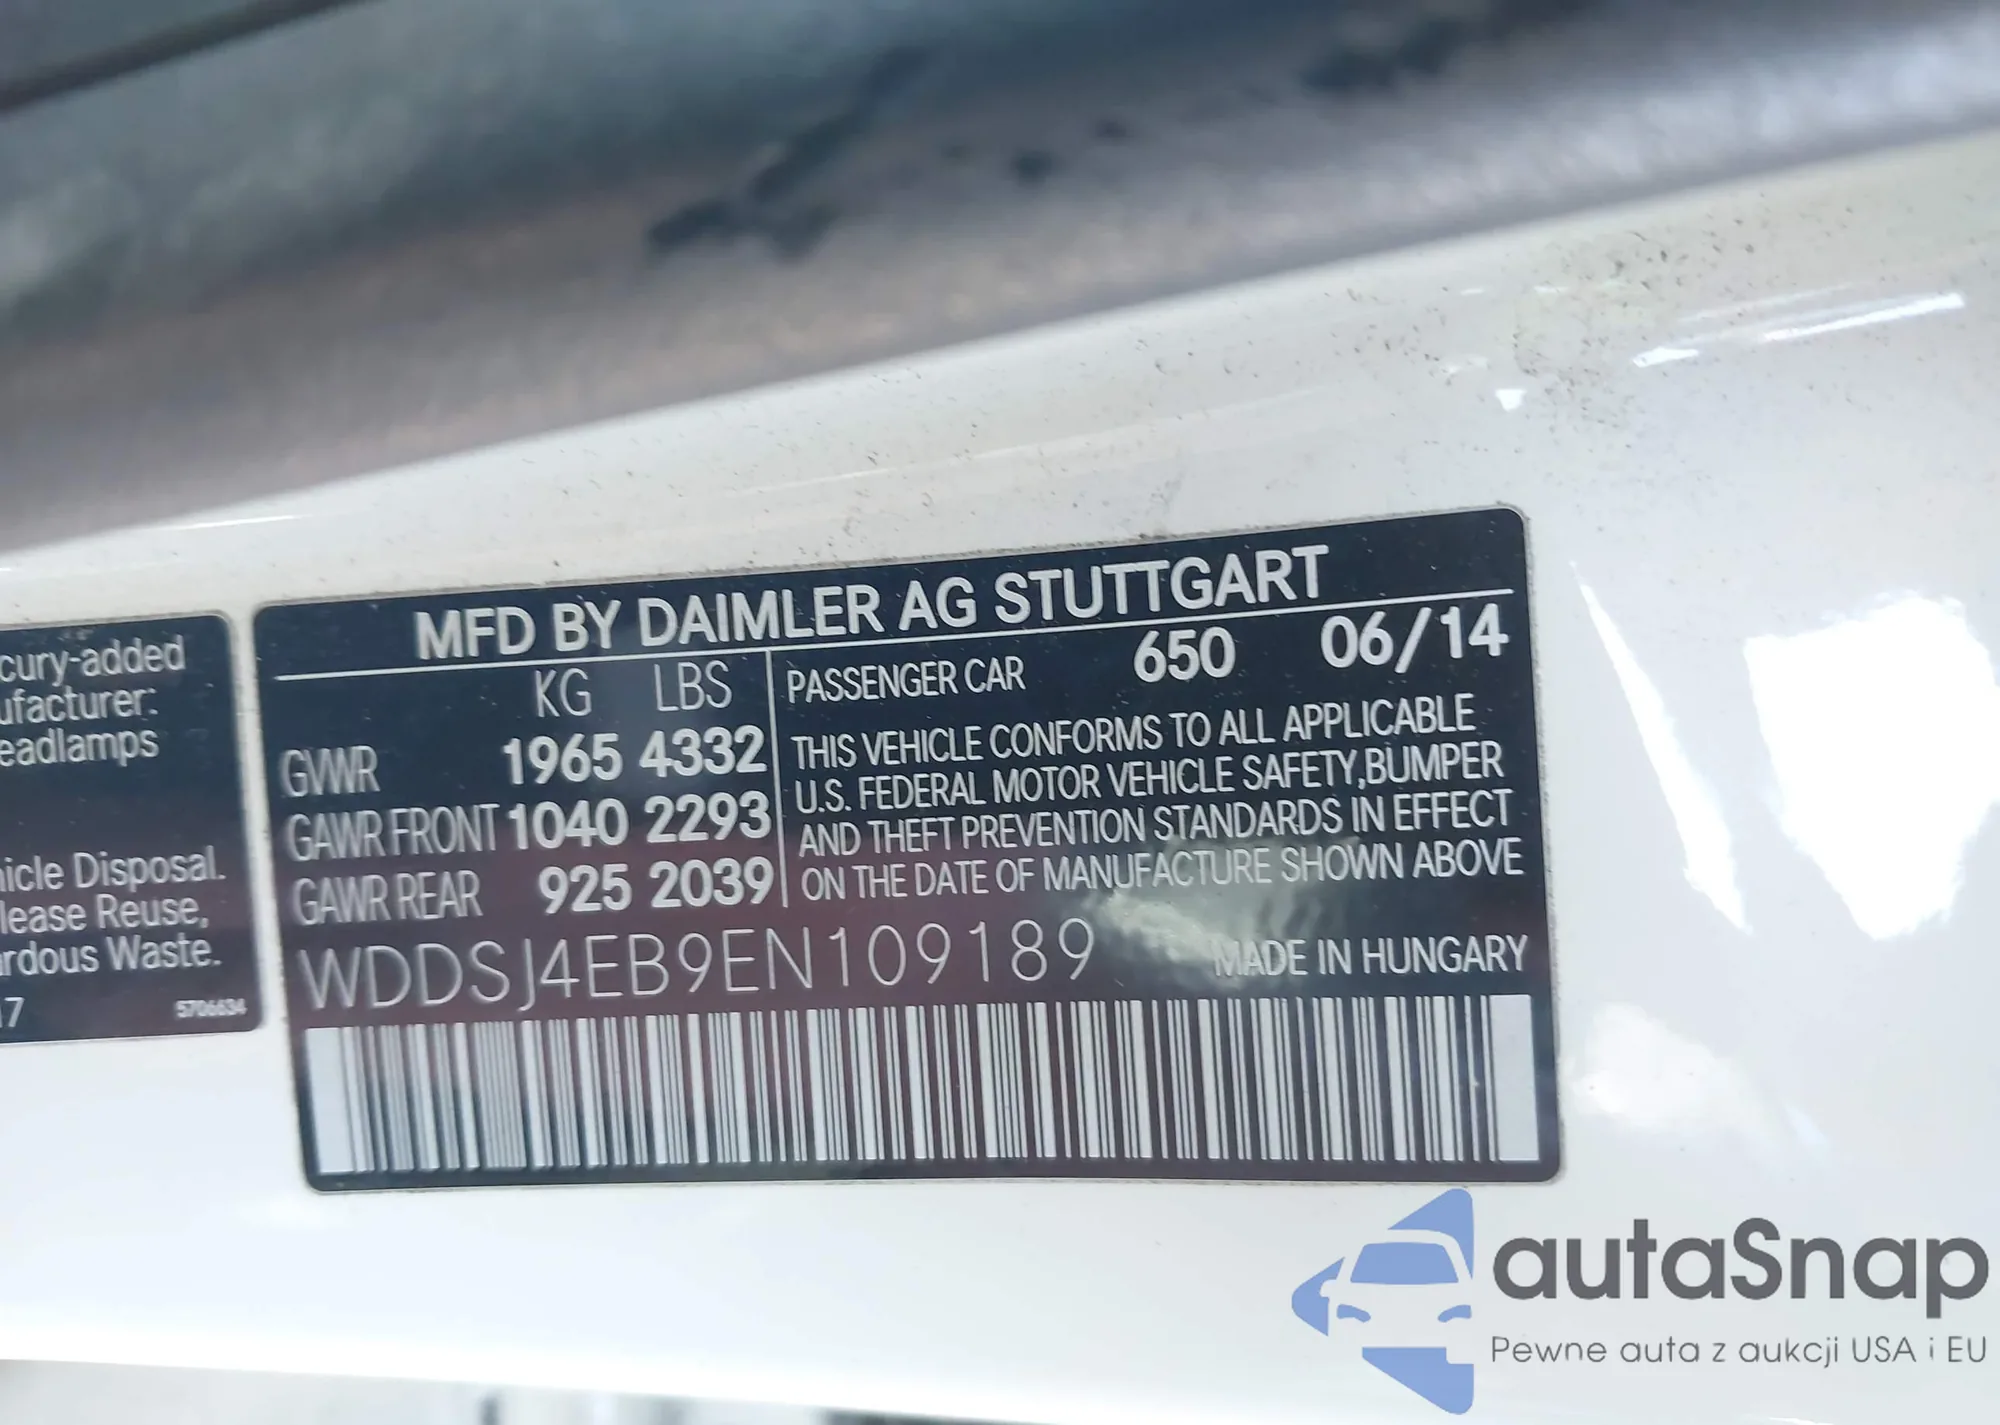 cury-added
ufacturer:
eadlamps
icle Disposal.
lease Reuse,
rdous Waste.
17
5706634
MFD BY DAIMLER AG STUTTGART
KG LBS
GVWR 1965 4332
GAWR FRONT 1040 2293
GAWR REAR 925 2039
PASSENGER CAR 650 06/14
THIS VEHICLE CONFORMS TO ALL APPLICABLE
U.S. FEDERAL MOTOR VEHICLE SAFETY,BUMPER
AND THEFT PREVENTION STANDARDS IN EFFECT
ON THE DATE OF MANUFACTURE SHOWN ABOVE
WDDSJ4EB9EN109189
MADE IN HUNGARY
autaSnap
Pewne auta z aukcji USA i EU